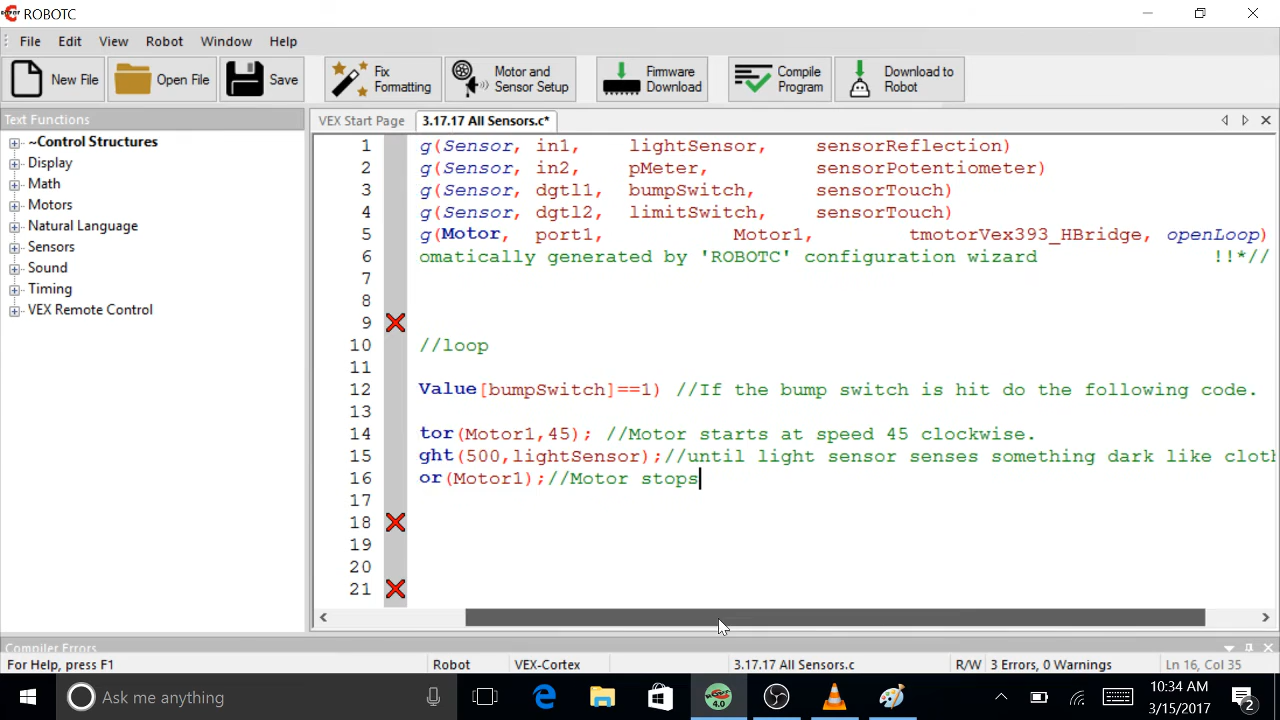 ROBOTC
File Edit View Robot Window Help
New File Open File Save Fix Formatting Motor and Sensor Setup Firmware Download Compile Program Download to Robot
Text Functions
~Control Structures
Display
Math
Motors
Natural Language
Sensors
Sound
Timing
VEX Remote Control
VEX Start Page 3.17.17 All Sensors.c*
1 g(Sensor, in1, lightSensor, sensorReflection)
2 g(Sensor, in2, pMeter, sensorPotentiometer)
3 g(Sensor, dgtl1, bumpSwitch, sensorTouch)
4 g(Sensor, dgtl2, limitSwitch, sensorTouch)
5 g(Motor, port1, Motor1, tmotorVex393_HBridge, openLoop)
6 omatically generated by 'ROBOTC' configuration wizard !!*//
7
8
9
10 //loop
11
12 Value[bumpSwitch]==1) //If the bump switch is hit do the following code.
13
14 tor(Motor1,45); //Motor starts at speed 45 clockwise.
15 ght(500,lightSensor);//until light sensor senses something dark like cloth
16 or(Motor1);//Motor stops
17
18
19
20
21
Compiler Errors
For Help, press F1 Robot VEX-Cortex 3.17.17 All Sensors.c R/W 3 Errors, 0 Warnings Ln 16, Col 35
Ask me anything
4.0
10:34 AM
3/15/2017
2